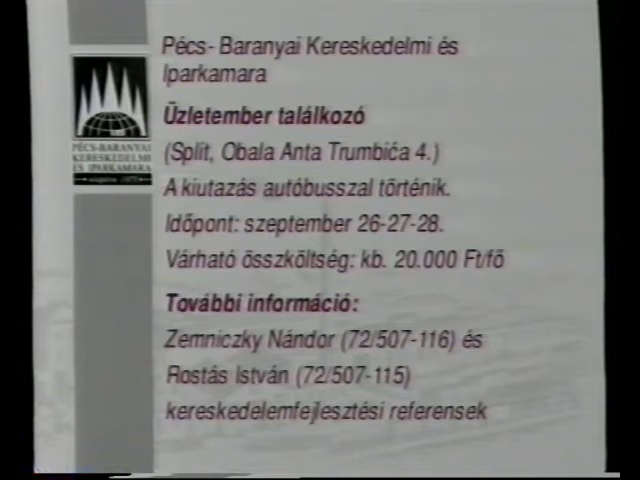 Pécs- Baranyai Kereskedelmi és
Iparkamara
Üzletember találkozó
(Split, Obala Anta Trumbića 4.)
A kiutazás autóbusszal történik.
Időpont: szeptember 26-27-28.
Várható összköltség: kb. 20.000 Ft/fő
További információ:
Zemniczky Nándor (72/507-116) és
Rostás István (72/507-115)
kereskedelemfejlesztési referensek
PÉCS-BARANYAI
KERESKEDELMI
ÉS IPARKAMARA